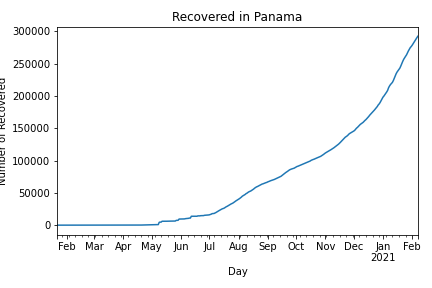 Recovered in Panama
300000
250000
200000
150000
100000
50000
0
Number of Recovered
Feb Mar Apr May Jun Jul Aug Sep Oct Nov Dec Jan Feb
2021
Day